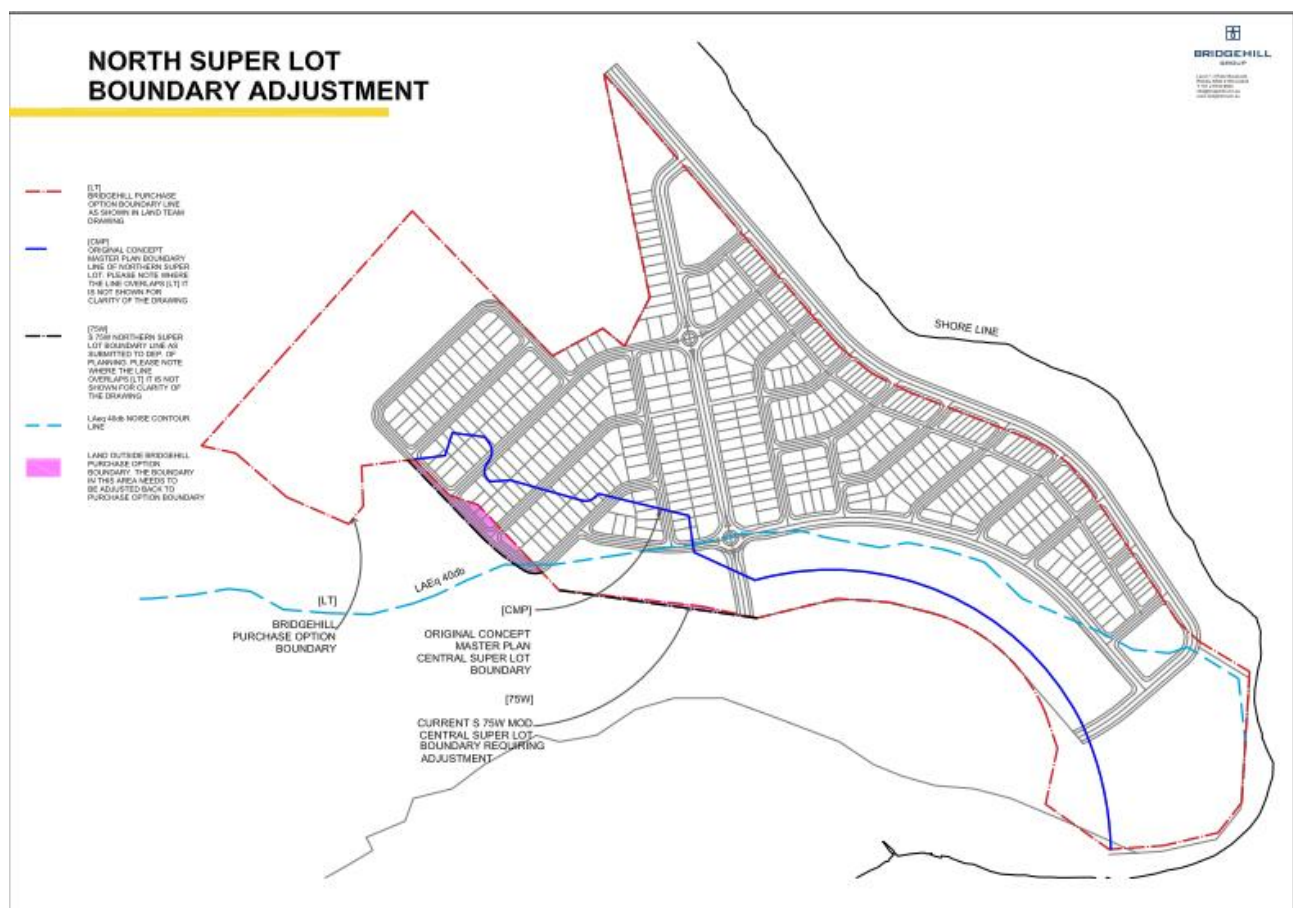 NORTH SUPER LOT
BOUNDARY ADJUSTMENT
BRIDGEHILL
GROUP
[LT]
BRIDGEHILL PURCHASE
OPTION BOUNDARY LINE
AS SHOWN IN LAND TEAM
DRAWING
[CMP]
ORIGINAL CONCEPT
MASTER PLAN BOUNDARY
LINE OF NORTHERN SUPER
LOT. PLEASE NOTE WHERE
THE LINE OVERLAPS [LT] IT
IS NOT SHOWN FOR
CLARITY OF THE DRAWING
[75W]
S 75W NORTHERN SUPER
LOT BOUNDARY LINE AS
SUBMITTED TO DEP. OF
PLANNING. PLEASE NOTE
WHERE THE LINE
OVERLAPS [LT] IT IS NOT
SHOWN FOR CLARITY OF
THE DRAWING
LAeq 40db NOISE CONTOUR
LINE
LAND OUTSIDE BRIDGEHILL
PURCHASE OPTION
BOUNDARY. THE BOUNDARY
IN THIS AREA NEEDS TO
BE ADJUSTED BACK TO
PURCHASE OPTION BOUNDARY
SHORE LINE
LAEq 40db
[LT]
BRIDGEHILL
PURCHASE OPTION
BOUNDARY
[CMP]
ORIGINAL CONCEPT
MASTER PLAN
CENTRAL SUPER LOT
BOUNDARY
[75W]
CURRENT S 75W MOD
CENTRAL SUPER LOT
BOUNDARY REQUIRING
ADJUSTMENT